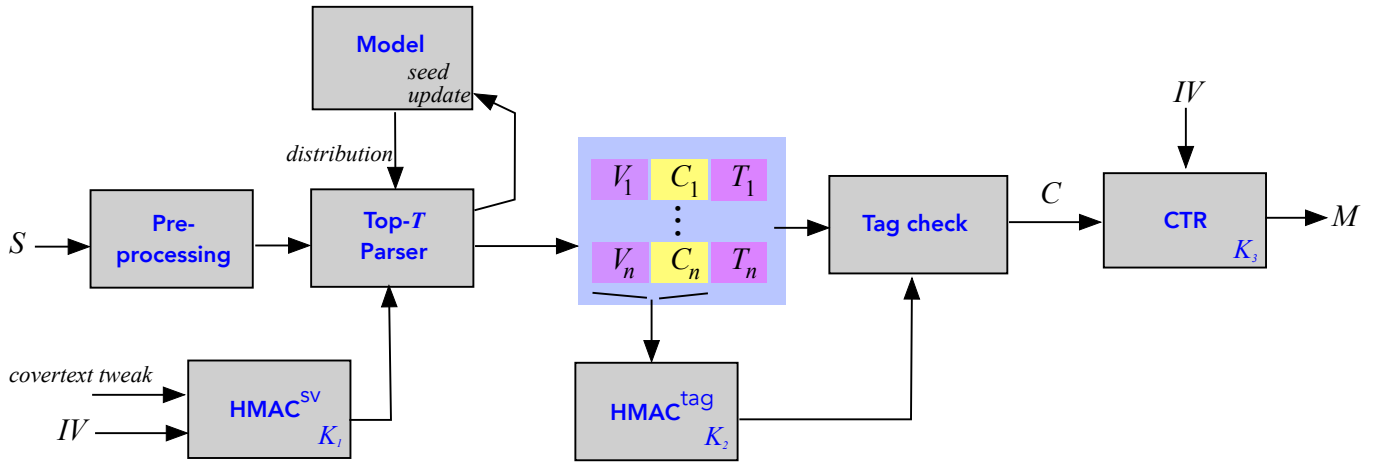 Model
seed
update
distribution
IV
S
Pre-
processing
Top-T
Parser
V₁ C₁ T₁
⋮
Vₙ Cₙ Tₙ
Tag check
C
CTR
K₃
M
covertext tweak
IV
HMACˢᵛ
K₁
HMACᵗᵃᵍ
K₂